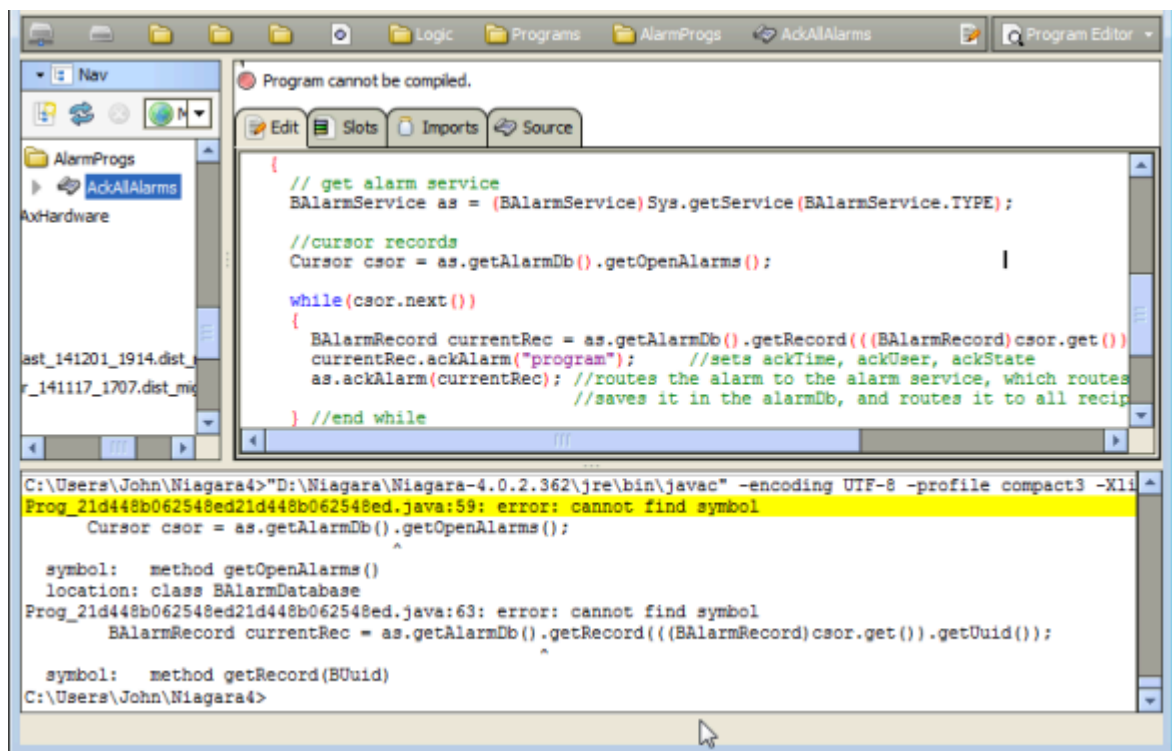 Logic Programs AlarmProgs AckAllAlarms Program Editor
Nav
Program cannot be compiled.
Edit Slots Imports Source
AlarmProgs
AckAllAlarms
AxHardware
ast_141201_1914.dist_
r_141117_1707.dist_mig
{
// get alarm service
BAlarmService as = (BAlarmService)Sys.getService(BAlarmService.TYPE);
//cursor records
Cursor csor = as.getAlarmDb().getOpenAlarms();
while(csor.next())
{
BAlarmRecord currentRec = as.getAlarmDb().getRecord(((BAlarmRecord)csor.get())
currentRec.ackAlarm("program"); //sets ackTime, ackUser, ackState
as.ackAlarm(currentRec); //routes the alarm to the alarm service, which routes
//saves it in the alarmDb, and routes it to all recip
} //end while
C:\Users\John\Niagara4>"D:\Niagara\Niagara-4.0.2.362\jre\bin\javac" -encoding UTF-8 -profile compact3 -Xli
Prog_21d448b062548ed21d448b062548ed.java:59: error: cannot find symbol
Cursor csor = as.getAlarmDb().getOpenAlarms();
^
symbol: method getOpenAlarms()
location: class BAlarmDatabase
Prog_21d448b062548ed21d448b062548ed.java:63: error: cannot find symbol
BAlarmRecord currentRec = as.getAlarmDb().getRecord(((BAlarmRecord)csor.get()).getUuid());
^
symbol: method getRecord(BUuid)
C:\Users\John\Niagara4>